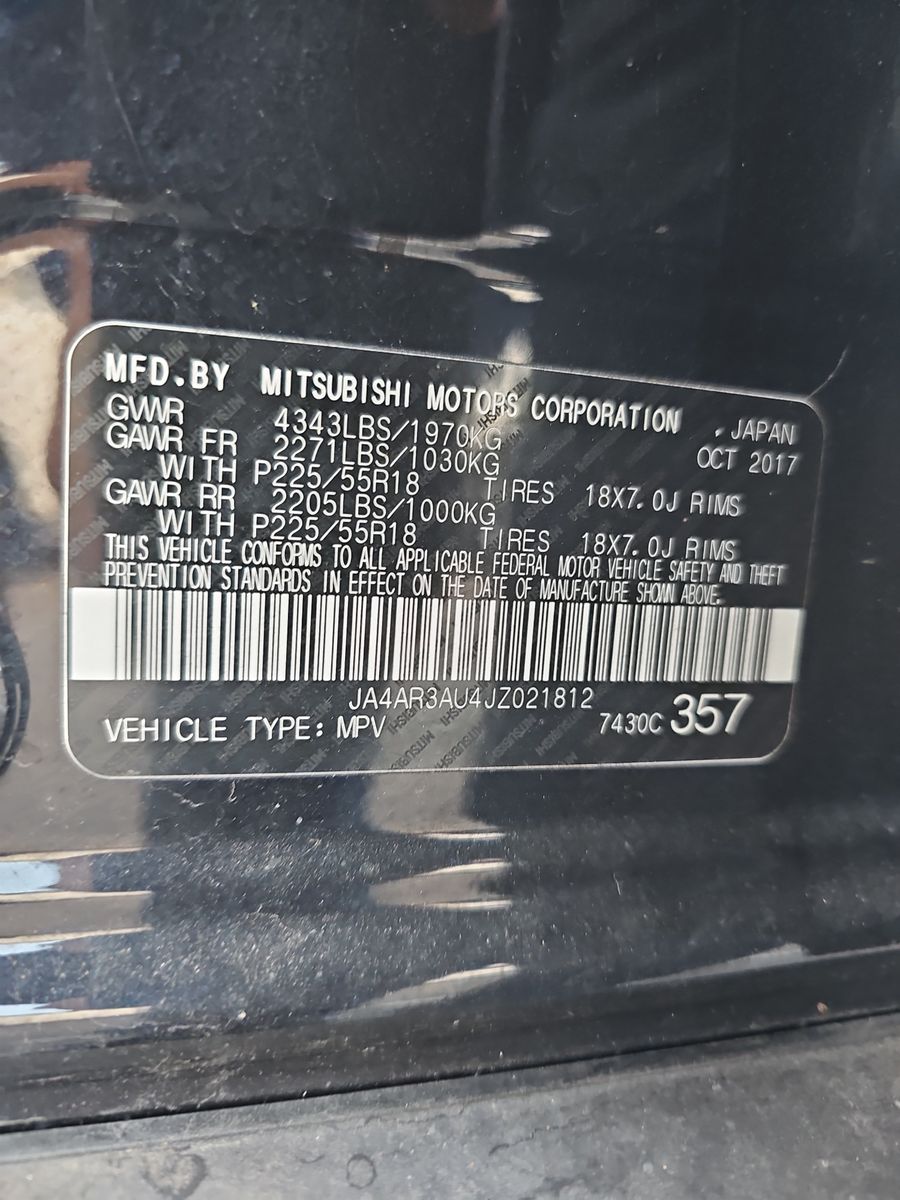 MFD.BY MITSUBISHI MOTORS CORPORATION , JAPAN
GVWR 4343LBS/1970KG OCT 2017
GAWR FR 2271LBS/1030KG
WITH P225/55R18 TIRES 18X7.0J RIMS
GAWR RR 2205LBS/1000KG
WITH P225/55R18 TIRES 18X7.0J RIMS
THIS VEHICLE CONFORMS TO ALL APPLICABLE FEDERAL MOTOR VEHICLE SAFETY AND THEFT
PREVENTION STANDARDS IN EFFECT ON THE DATE OF MANUFACTURE SHOWN ABOVE.
JA4AR3AU4JZ021812
VEHICLE TYPE: MPV 7430C 357